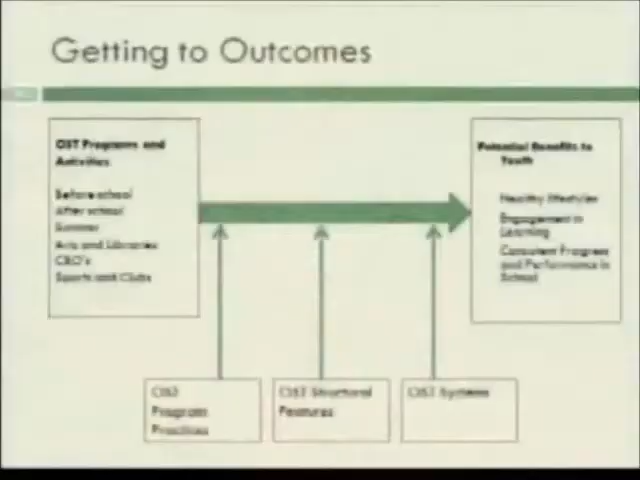 Getting to Outcomes
OST Programs and
Activities
Before school
After school
Summer
Arts and Libraries
CBO's
Sports and Clubs
Potential Benefits to
Youth
Healthy lifestyles
Engagement in
Learning
Consistent Progress
and Performance in
School
OST
Program
Practices
OST Structural
Features
OST Systems